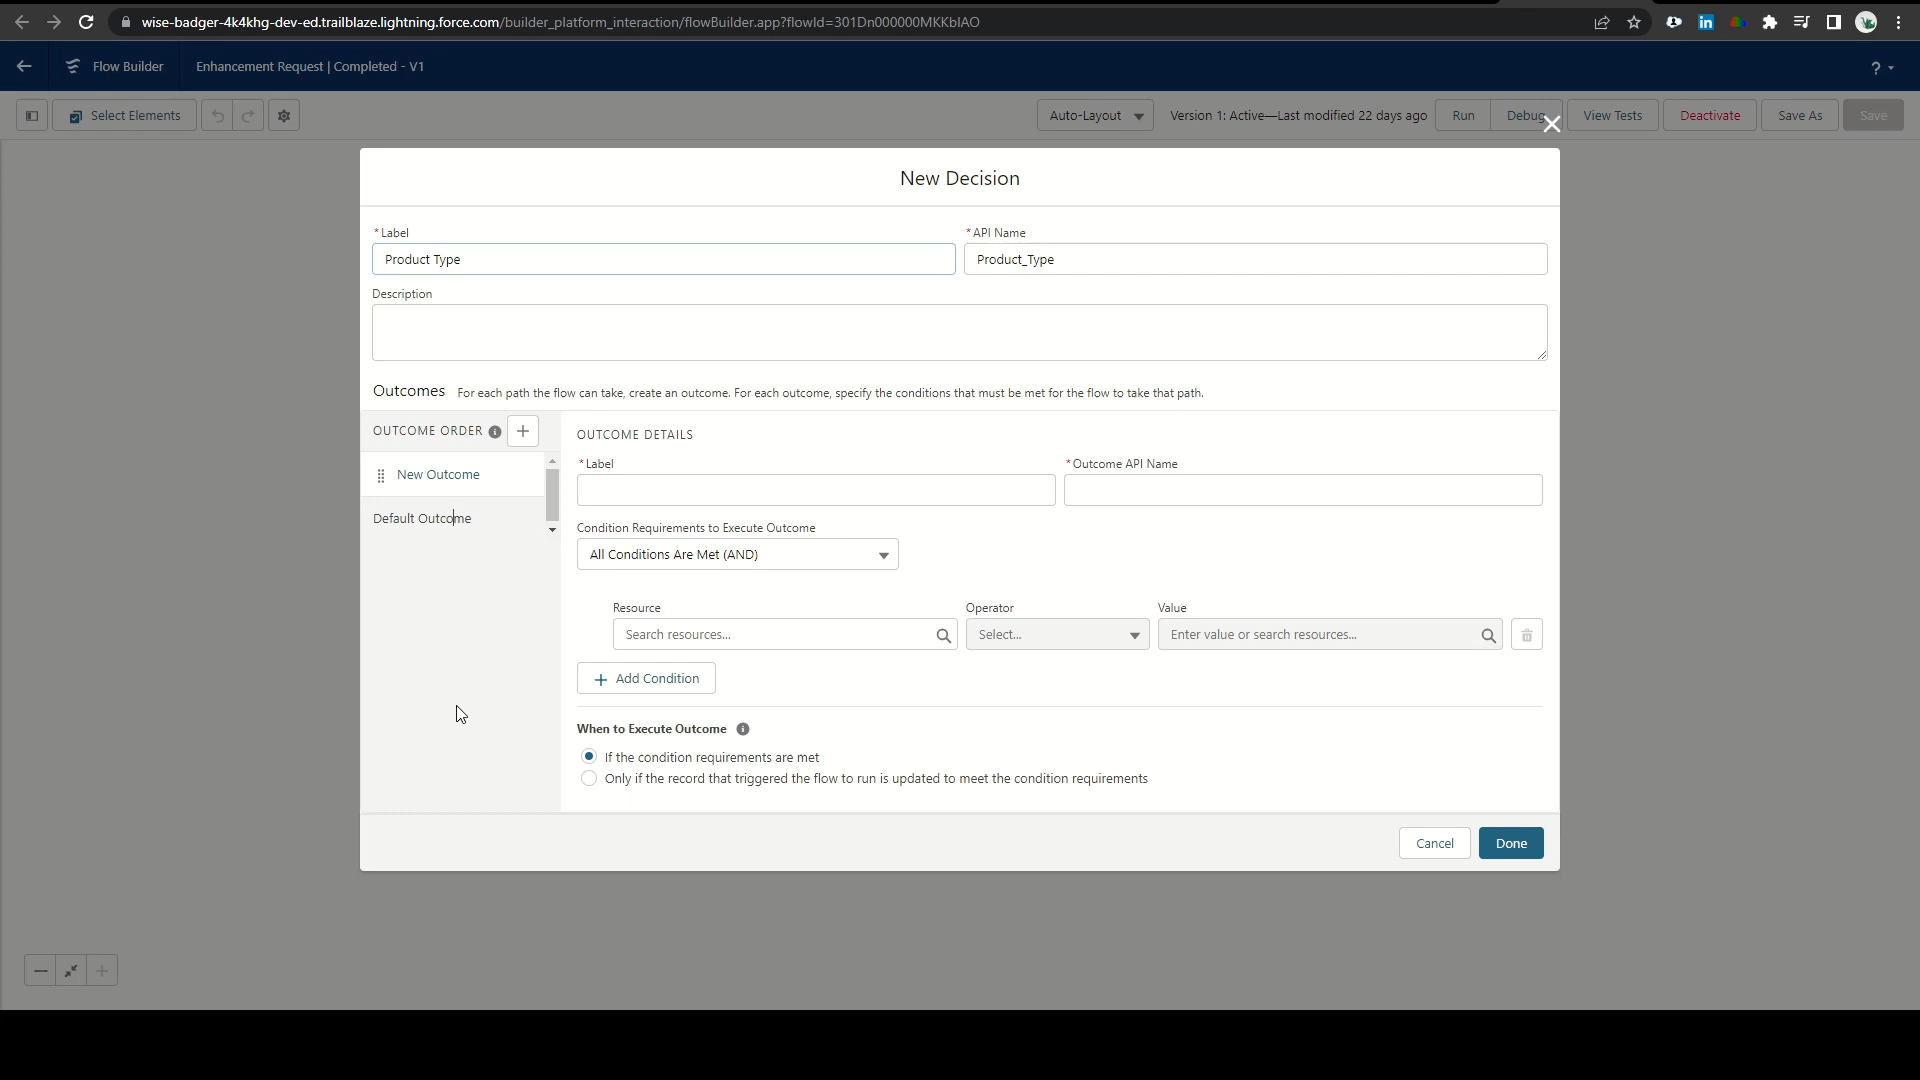 wise-badger-4k4khg-dev-ed.trailblaze.lightning.force.com/builder_platform_interaction/flowBuilder.app?flowId=301Dn000000MKKbIAO
Flow Builder Enhancement Request | Completed - V1 ?
Select Elements Auto-Layout Version 1: Active—Last modified 22 days ago Run Debug View Tests Deactivate Save As Save
New Decision
* Label * API Name
Product Type Product_Type
Description
Outcomes For each path the flow can take, create an outcome. For each outcome, specify the conditions that must be met for the flow to take that path.
OUTCOME ORDER
New Outcome
Default Outcome
OUTCOME DETAILS
* Label * Outcome API Name
Condition Requirements to Execute Outcome
All Conditions Are Met (AND)
Resource Operator Value
Search resources... Select... Enter value or search resources...
Add Condition
When to Execute Outcome
If the condition requirements are met
Only if the record that triggered the flow to run is updated to meet the condition requirements
Cancel Done